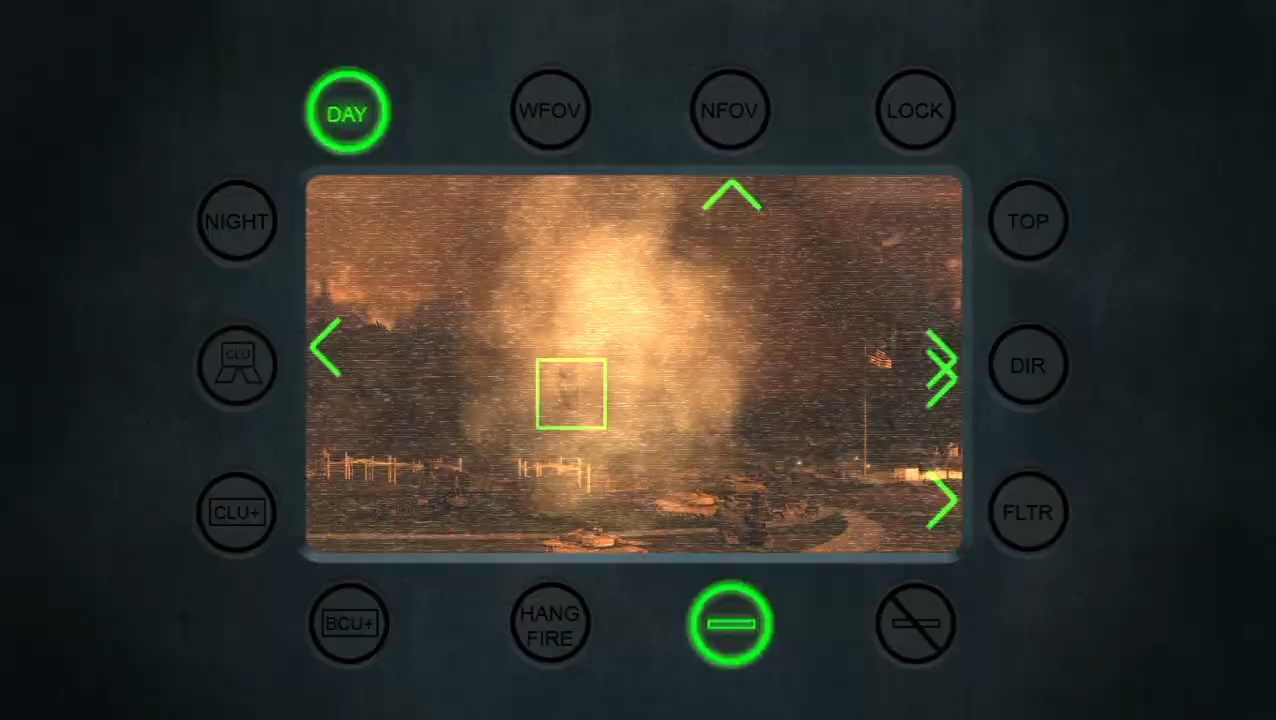 DAY
WFOV
NFOV
LOCK
NIGHT
TOP
CLU
DIR
CLU+
FLTR
BCU+
HANG
FIRE